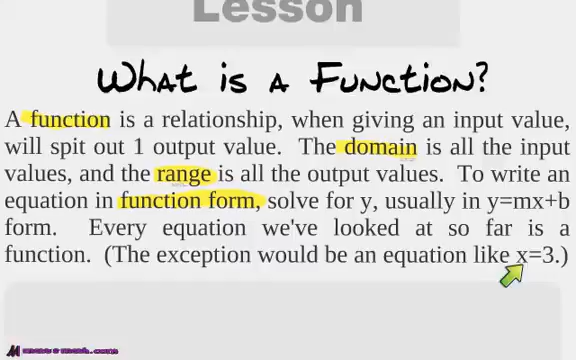 Lesson
What is a Function?
A function is a relationship, when giving an input value,
will spit out 1 output value. The domain is all the input
values, and the range is all the output values. To write an
equation in function form, solve for y, usually in y=mx+b
form. Every equation we've looked at so far is a
function. (The exception would be an equation like x=3.)